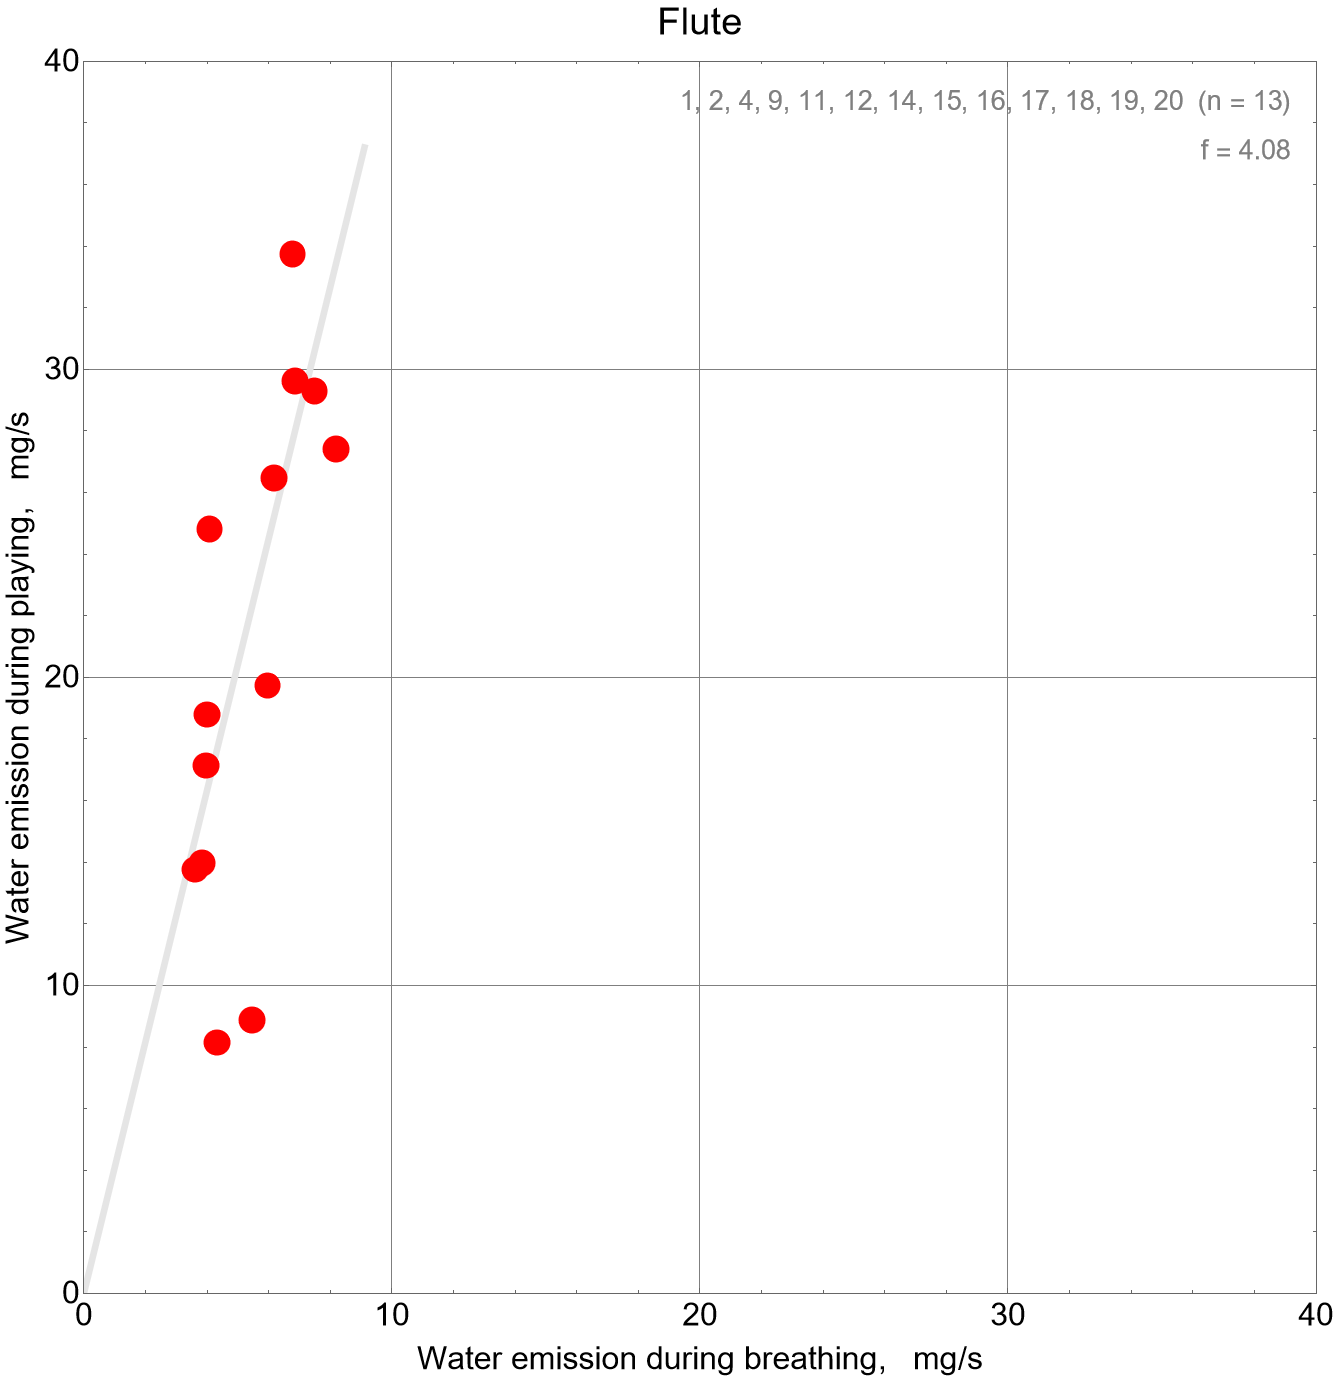 Flute
1, 2, 4, 9, 11, 12, 14, 15, 16, 17, 18, 19, 20 (n = 13)
f = 4.08
40
30
20
10
0
Water emission during playing, mg/s
0 10 20 30 40
Water emission during breathing, mg/s